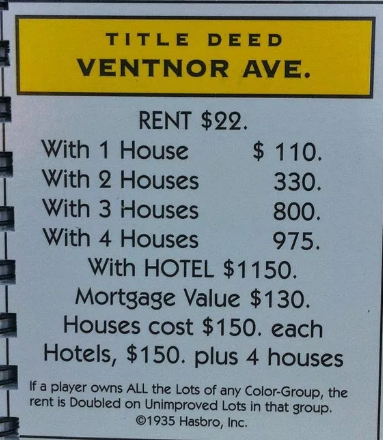 TITLE DEED
VENTNOR AVE.
RENT $22.
With 1 House $ 110.
With 2 Houses 330.
With 3 Houses 800.
With 4 Houses 975.
With HOTEL $1150.
Mortgage Value $130.
Houses cost $150. each
Hotels, $150. plus 4 houses
If a player owns ALL the Lots of any Color-Group, the
rent is Doubled on Unimproved Lots in that group.
©1935 Hasbro, Inc.